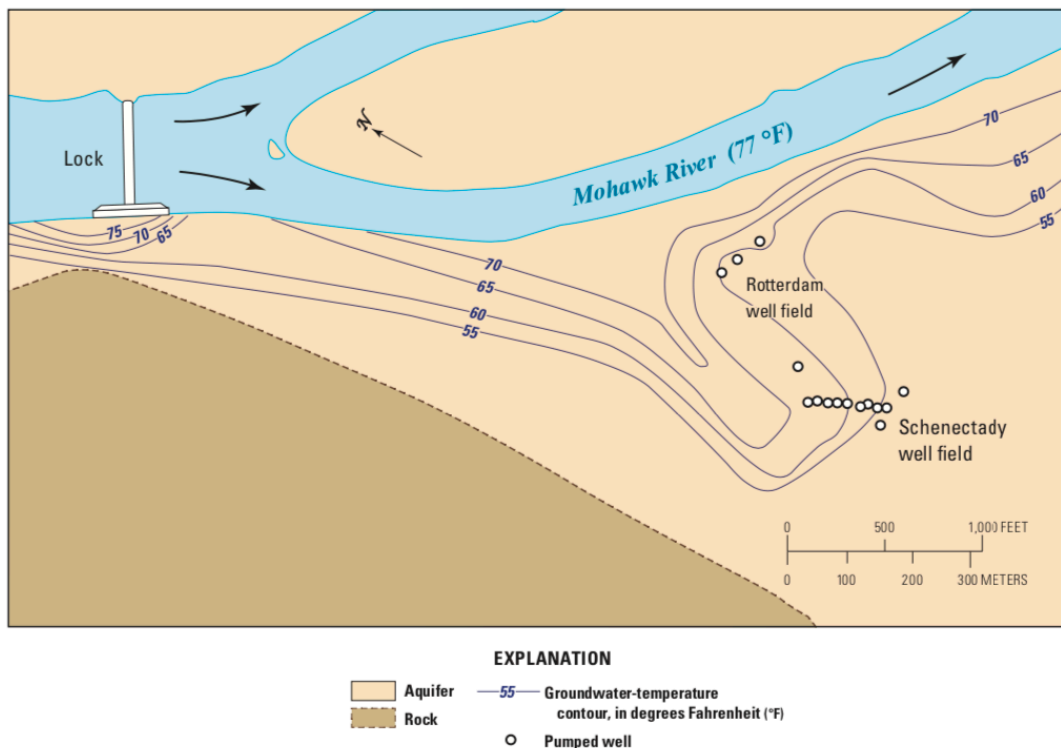 Lock
N
Mohawk River (77 °F)
75
70
65
70
65
60
55
70
65
60
55
Rotterdam
well field
Schenectady
well field
0 500 1,000 FEET
0 100 200 300 METERS
EXPLANATION
Aquifer
Rock
55 Groundwater-temperature
contour, in degrees Fahrenheit (°F)
Pumped well